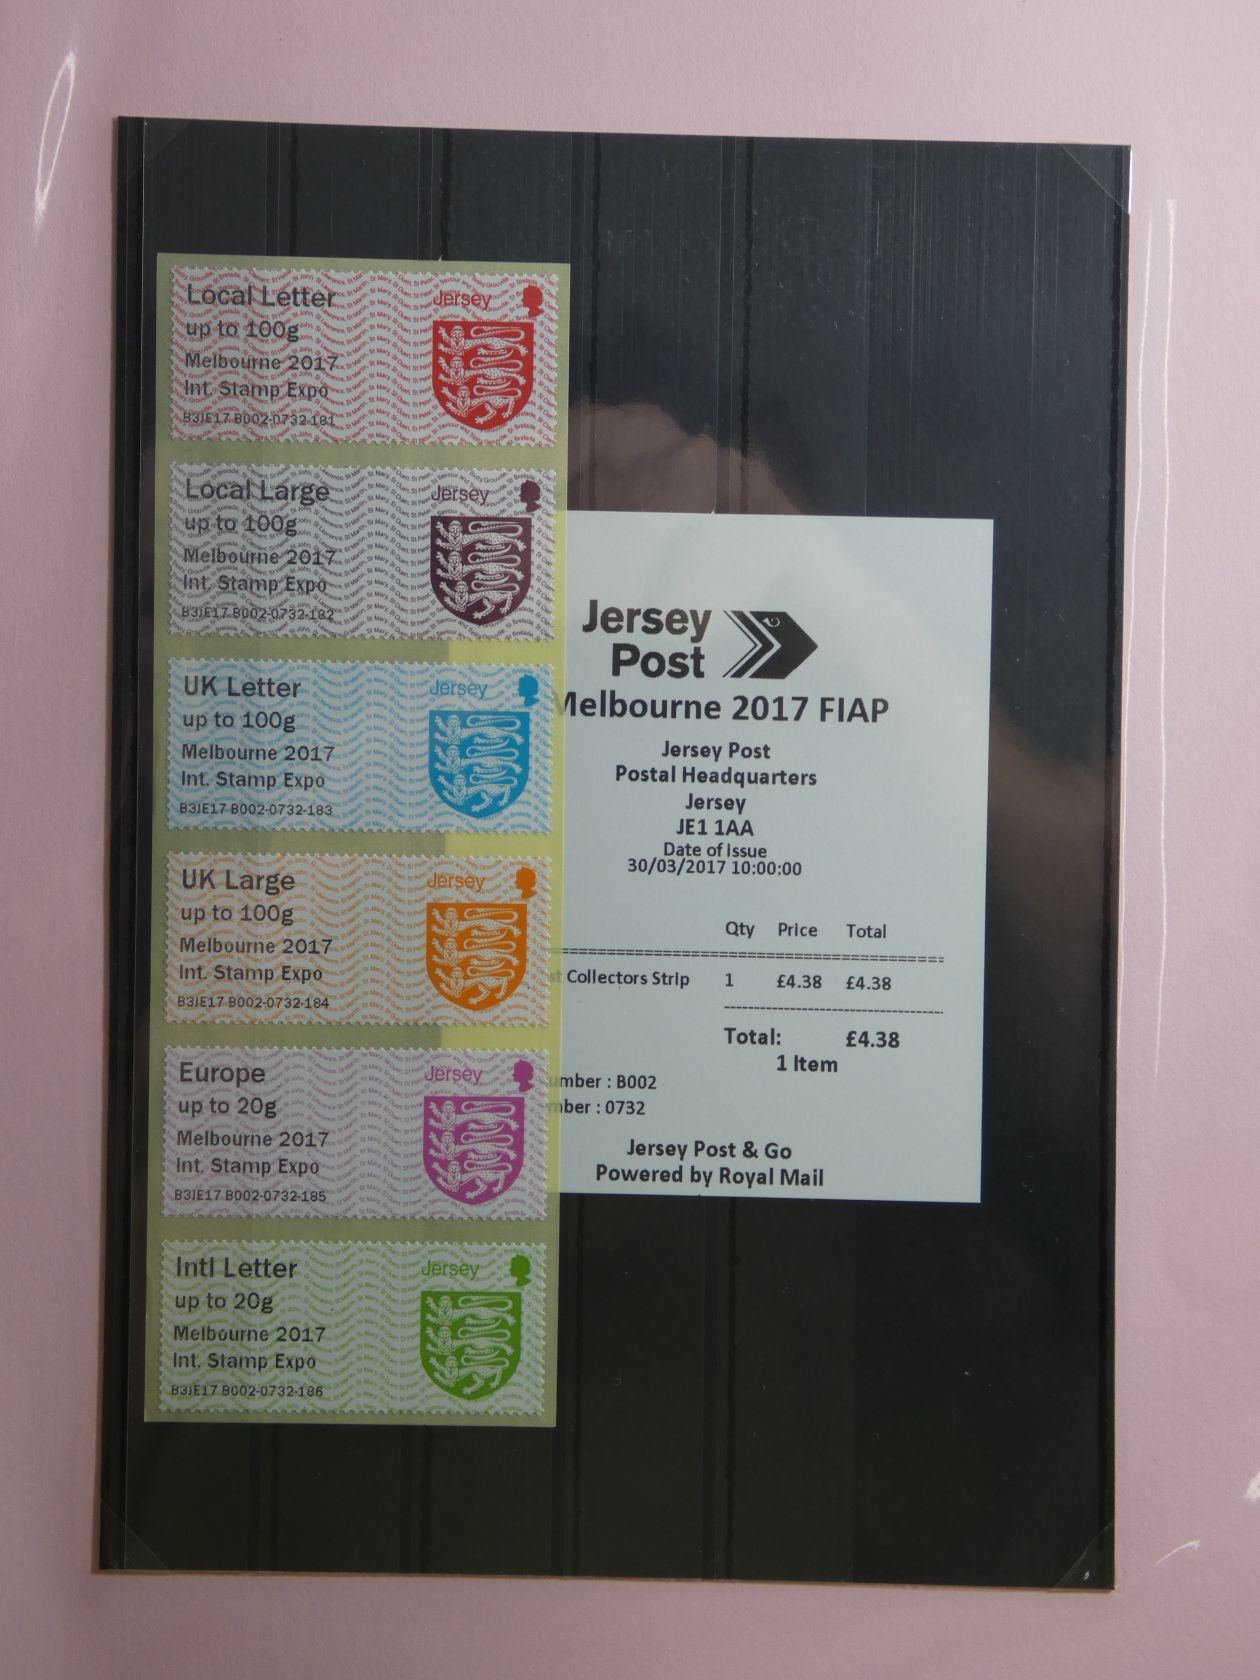 Local Letter
up to 100g
Melbourne 2017
Int. Stamp Expo
B3JE17 B002-0732-181
Jersey
Local Large
up to 100g
Melbourne 2017
Int. Stamp Expo
B3JE17 B002-0732-182
Jersey
UK Letter
up to 100g
Melbourne 2017
Int. Stamp Expo
B3JE17 B002-0732-183
Jersey
UK Large
up to 100g
Melbourne 2017
Int. Stamp Expo
B3JE17 B002-0732-184
Jersey
Europe
up to 20g
Melbourne 2017
Int. Stamp Expo
B3JE17 B002-0732-185
Jersey
Intl Letter
up to 20g
Melbourne 2017
Int. Stamp Expo
B3JE17 B002-0732-186
Jersey
Jersey
Post
Melbourne 2017 FIAP
Jersey Post
Postal Headquarters
Jersey
JE1 1AA
Date of Issue
30/03/2017 10:00:00
Qty Price Total
st Collectors Strip 1 £4.38 £4.38
Total: £4.38
1 Item
umber : B002
mber : 0732
Jersey Post & Go
Powered by Royal Mail